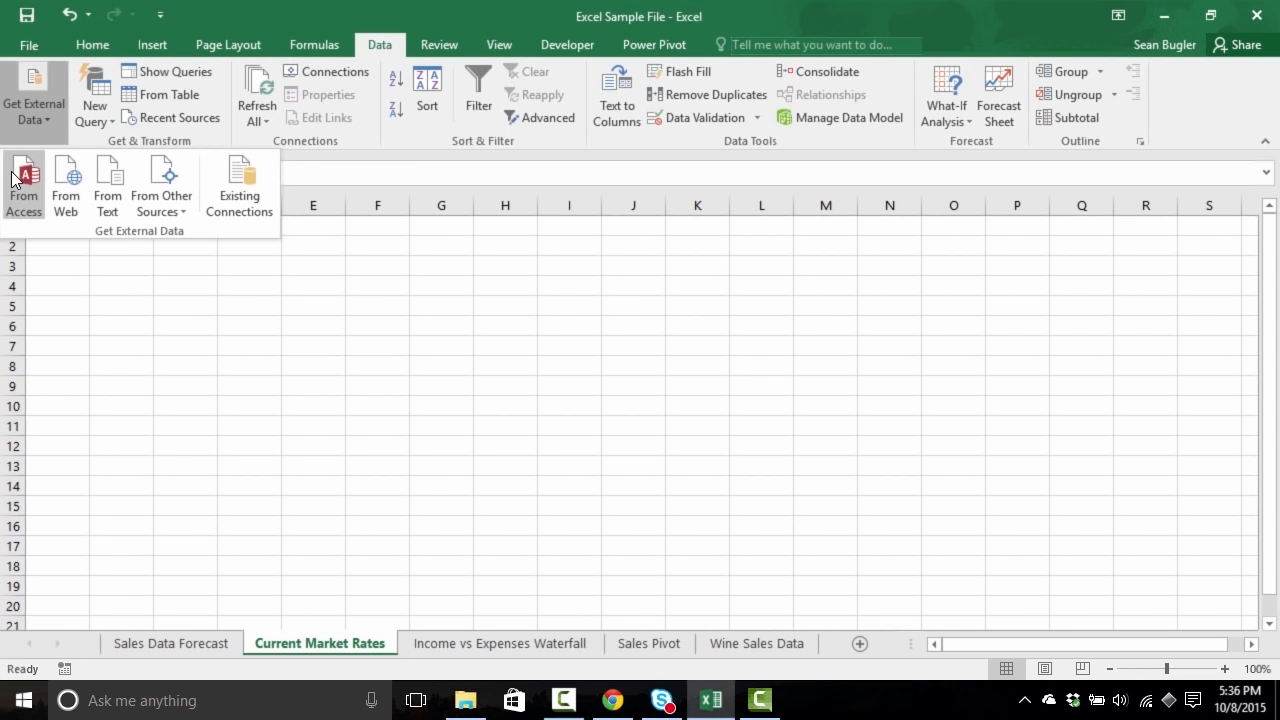 Excel Sample File - Excel
File Home Insert Page Layout Formulas Data Review View Developer Power Pivot Tell me what you want to do... Sean Bugler Share
Get External Data
New Query
Show Queries
From Table
Recent Sources
Get & Transform
Refresh All
Connections
Properties
Edit Links
Connections
Sort
Filter
Clear
Reapply
Advanced
Sort & Filter
Text to Columns
Flash Fill
Remove Duplicates
Data Validation
Consolidate
Relationships
Manage Data Model
Data Tools
What-If Analysis
Forecast Sheet
Forecast
Group
Ungroup
Subtotal
Outline
From Access
From Web
From Text
From Other Sources
Existing Connections
Get External Data
E F G H I J K L M N O P Q R S
2
3
4
5
6
7
8
9
10
11
12
13
14
15
16
17
18
19
20
21
Sales Data Forecast Current Market Rates Income vs Expenses Waterfall Sales Pivot Wine Sales Data
Ready 100%
Ask me anything
5:36 PM
10/8/2015